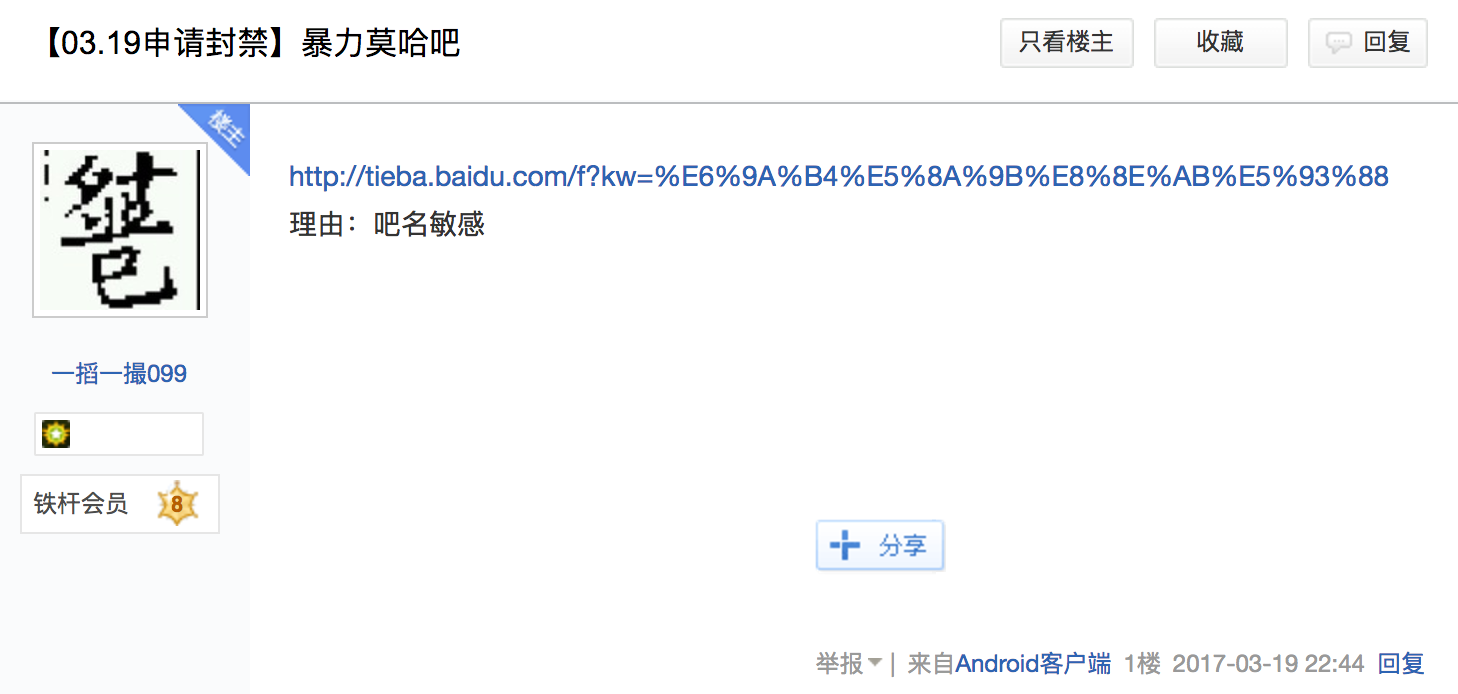 【03.19申请封禁】暴力莫哈吧
只看楼主
收藏
回复
楼主
http://tieba.baidu.com/f?kw=%E6%9A%B4%E5%8A%9B%E8%8E%AB%E5%93%88
理由：吧名敏感
一搯一撮099
铁杆会员 8
分享
举报 | 来自Android客户端 1楼 2017-03-19 22:44 回复